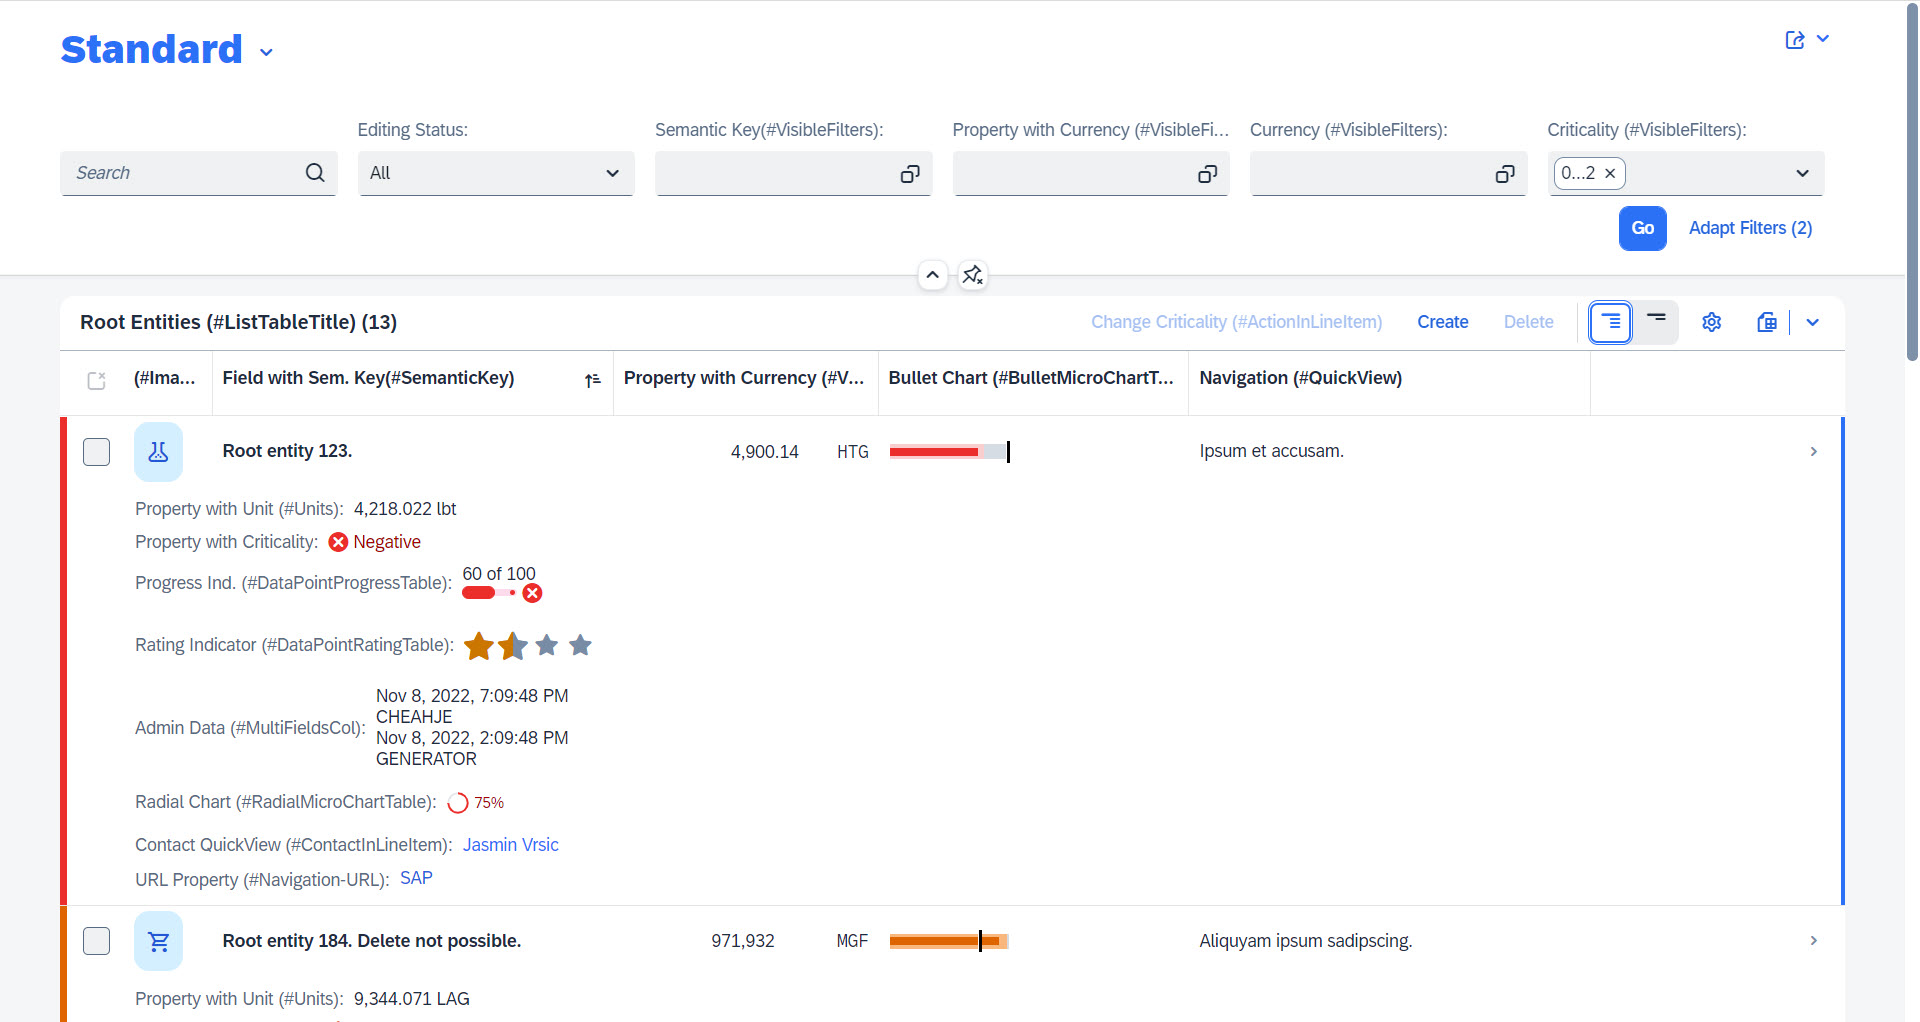 Standard
Editing Status:
Semantic Key(#VisibleFilters):
Property with Currency (#VisibleFi...
Currency (#VisibleFilters):
Criticality (#VisibleFilters):
Search
All
0...2
Go
Adapt Filters (2)
Root Entities (#ListTableTitle) (13)
Change Criticality (#ActionInLineItem)
Create
Delete
(#Ima...
Field with Sem. Key(#SemanticKey)
Property with Currency (#V...
Bullet Chart (#BulletMicroChartT...
Navigation (#QuickView)
Root entity 123.
4,900.14 HTG
Ipsum et accusam.
Property with Unit (#Units): 4,218.022 lbt
Property with Criticality: Negative
Progress Ind. (#DataPointProgressTable): 60 of 100
Rating Indicator (#DataPointRatingTable):
Admin Data (#MultiFieldsCol):
Nov 8, 2022, 7:09:48 PM
CHEAHJE
Nov 8, 2022, 2:09:48 PM
GENERATOR
Radial Chart (#RadialMicroChartTable): 75%
Contact QuickView (#ContactInLineItem): Jasmin Vrsic
URL Property (#Navigation-URL): SAP
Root entity 184. Delete not possible.
971,932 MGF
Aliquyam ipsum sadipscing.
Property with Unit (#Units): 9,344.071 LAG